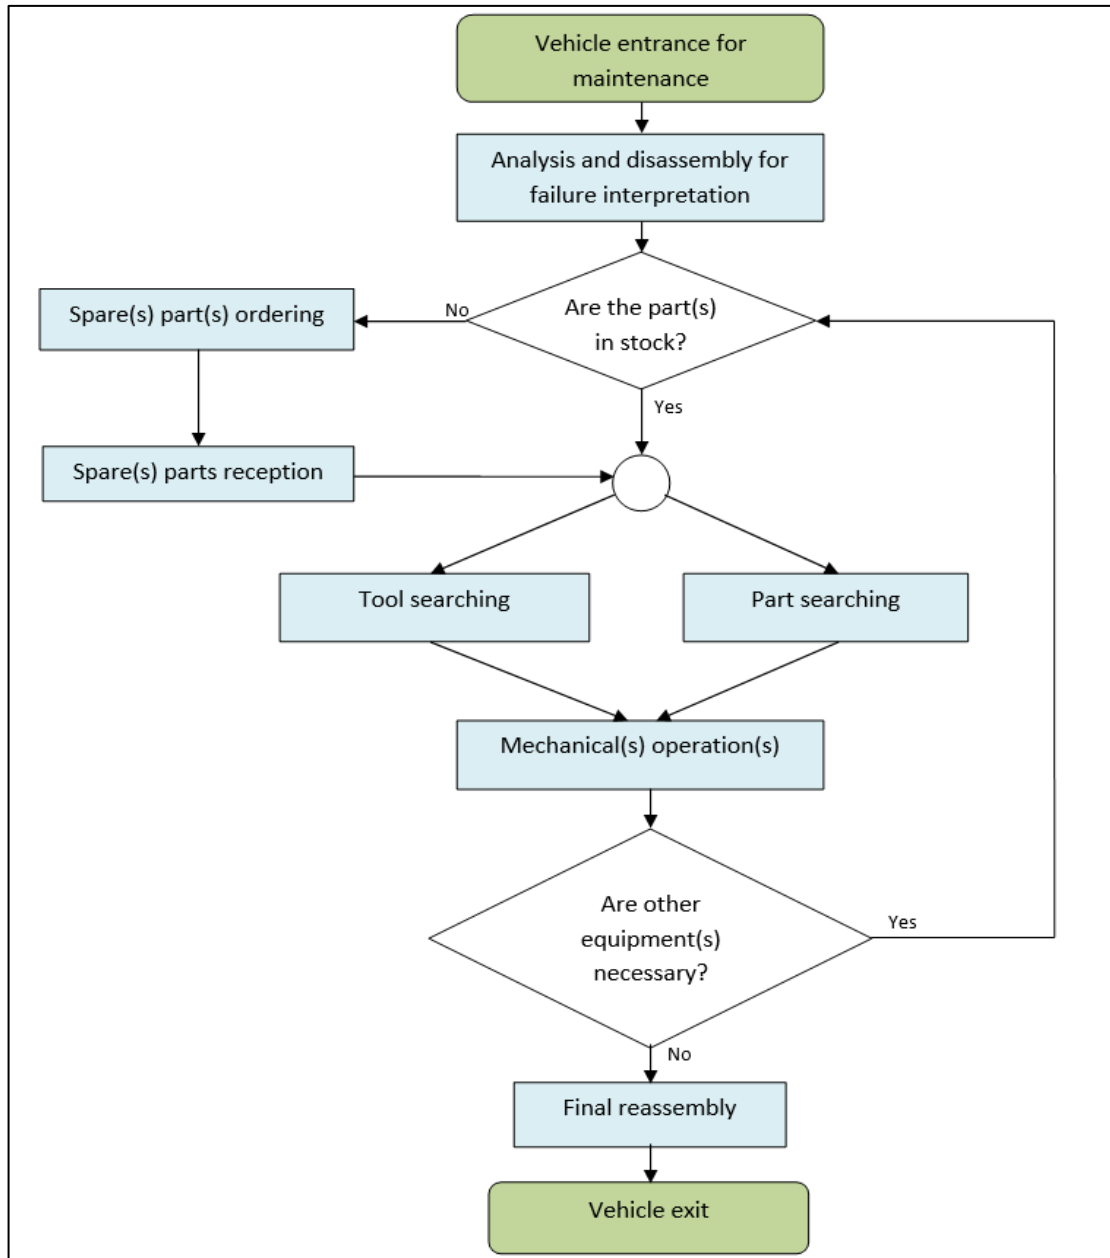 Vehicle entrance for
maintenance
Analysis and disassembly for
failure interpretation
Are the part(s)
in stock?
No
Spare(s) part(s) ordering
Yes
Spare(s) parts reception
Tool searching
Part searching
Mechanical(s) operation(s)
Are other
equipment(s)
necessary?
Yes
No
Final reassembly
Vehicle exit